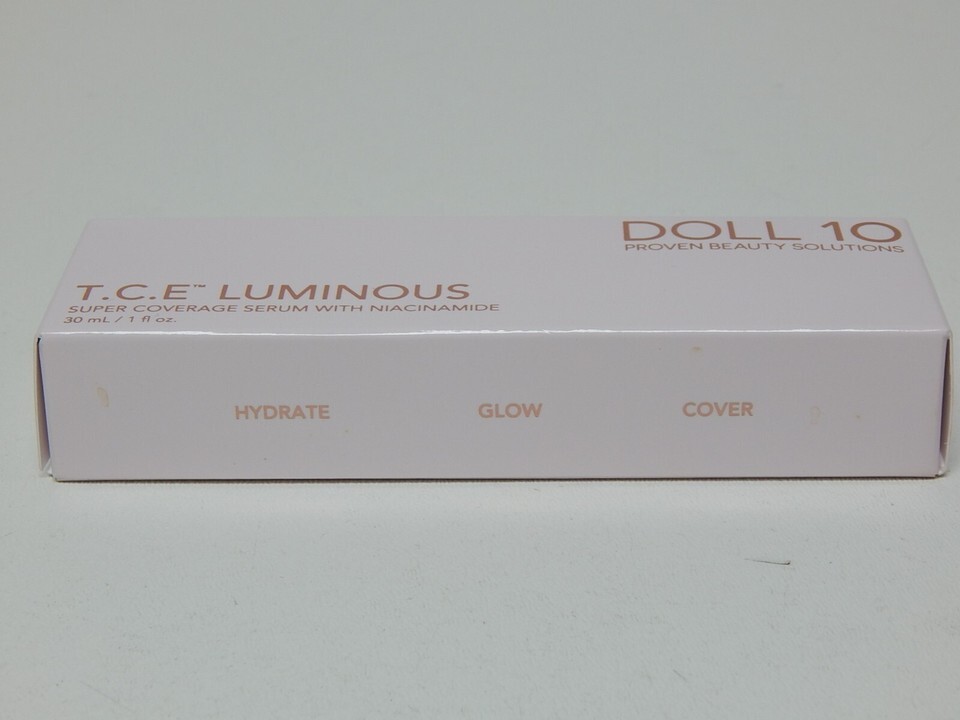 DOLL 10
PROVEN BEAUTY SOLUTIONS
T.C.E™ LUMINOUS
SUPER COVERAGE SERUM WITH NIACINAMIDE
30 mL / 1 fl oz.
HYDRATE GLOW COVER